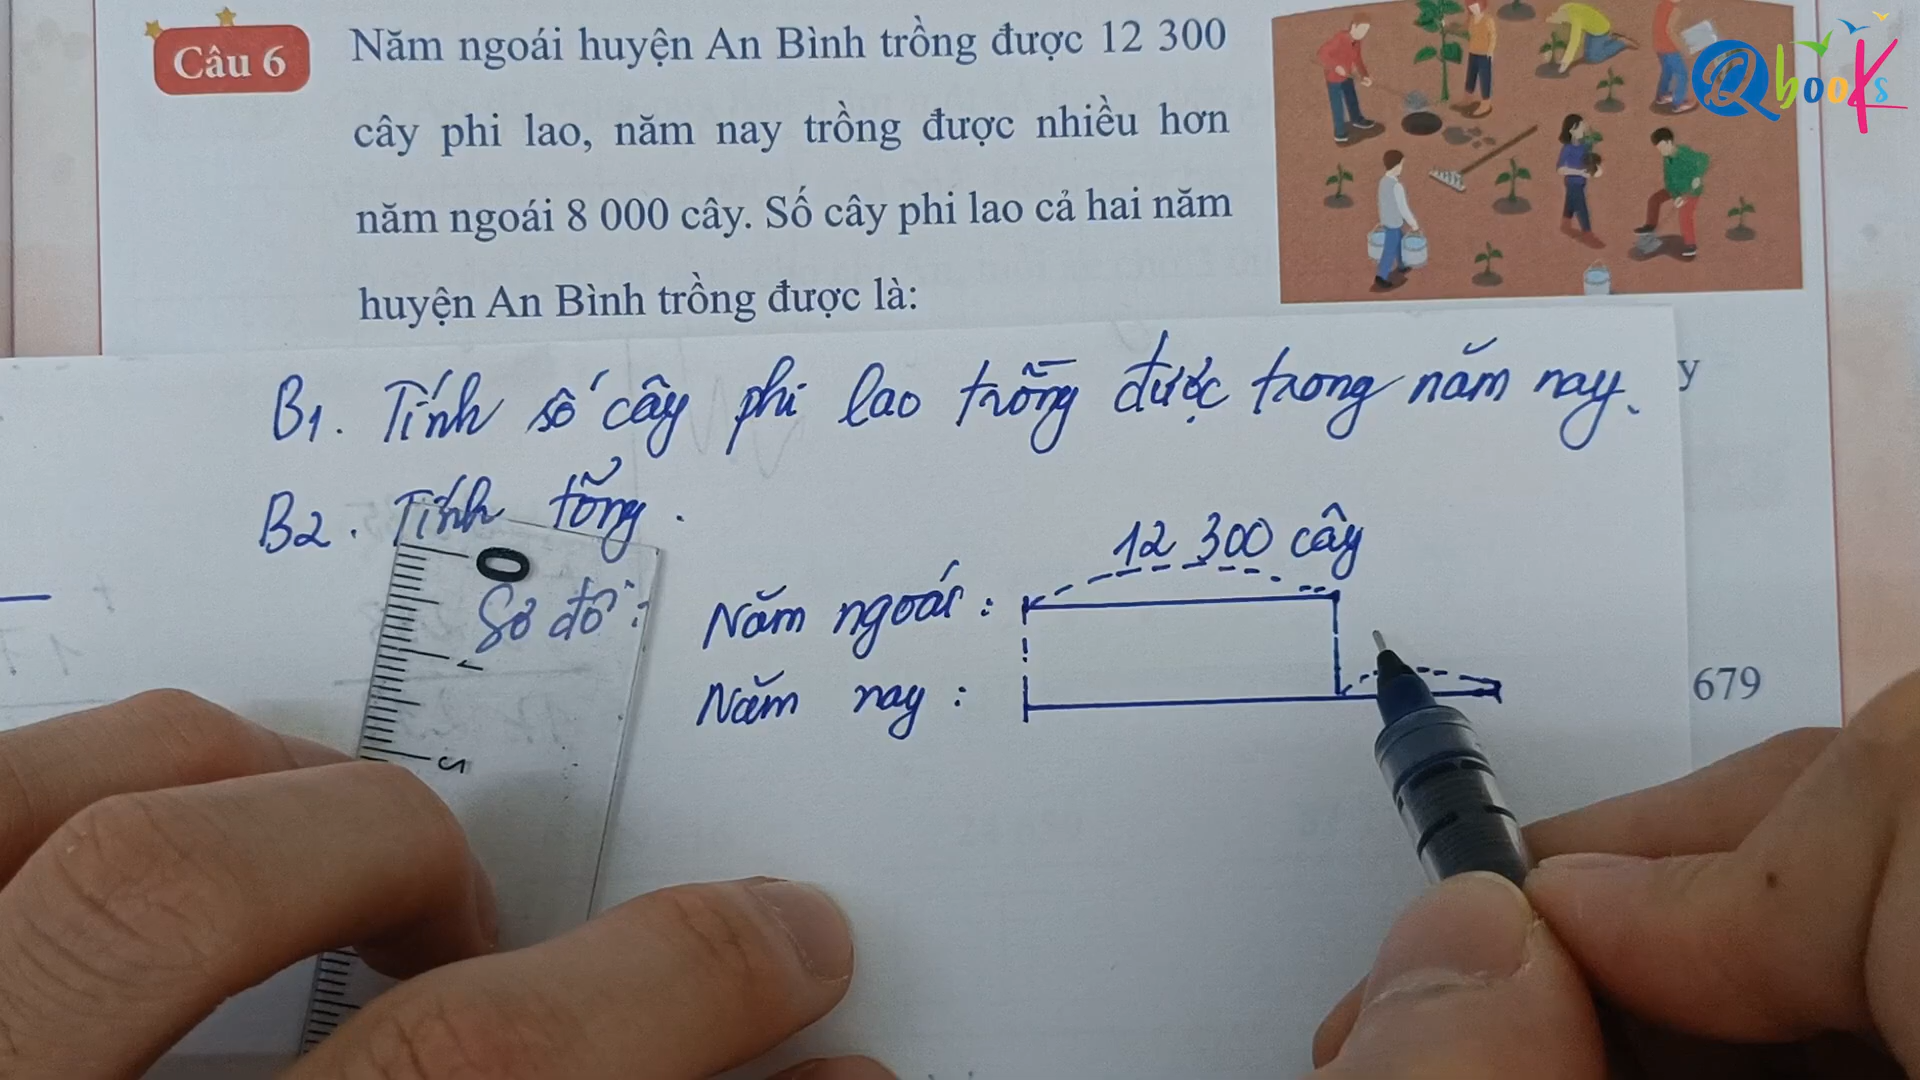 Câu 6
Năm ngoái huyện An Bình trồng được 12 300
cây phi lao, năm nay trồng được nhiều hơn
năm ngoái 8 000 cây. Số cây phi lao cả hai năm
huyện An Bình trồng được là:
Qbooks
B1. Tính số cây phi lao trồng được trong năm nay.
y
B2. Tính tổng.
12 300 cây
0
Sơ đồ:
Năm ngoái:
1
Năm nay:
679